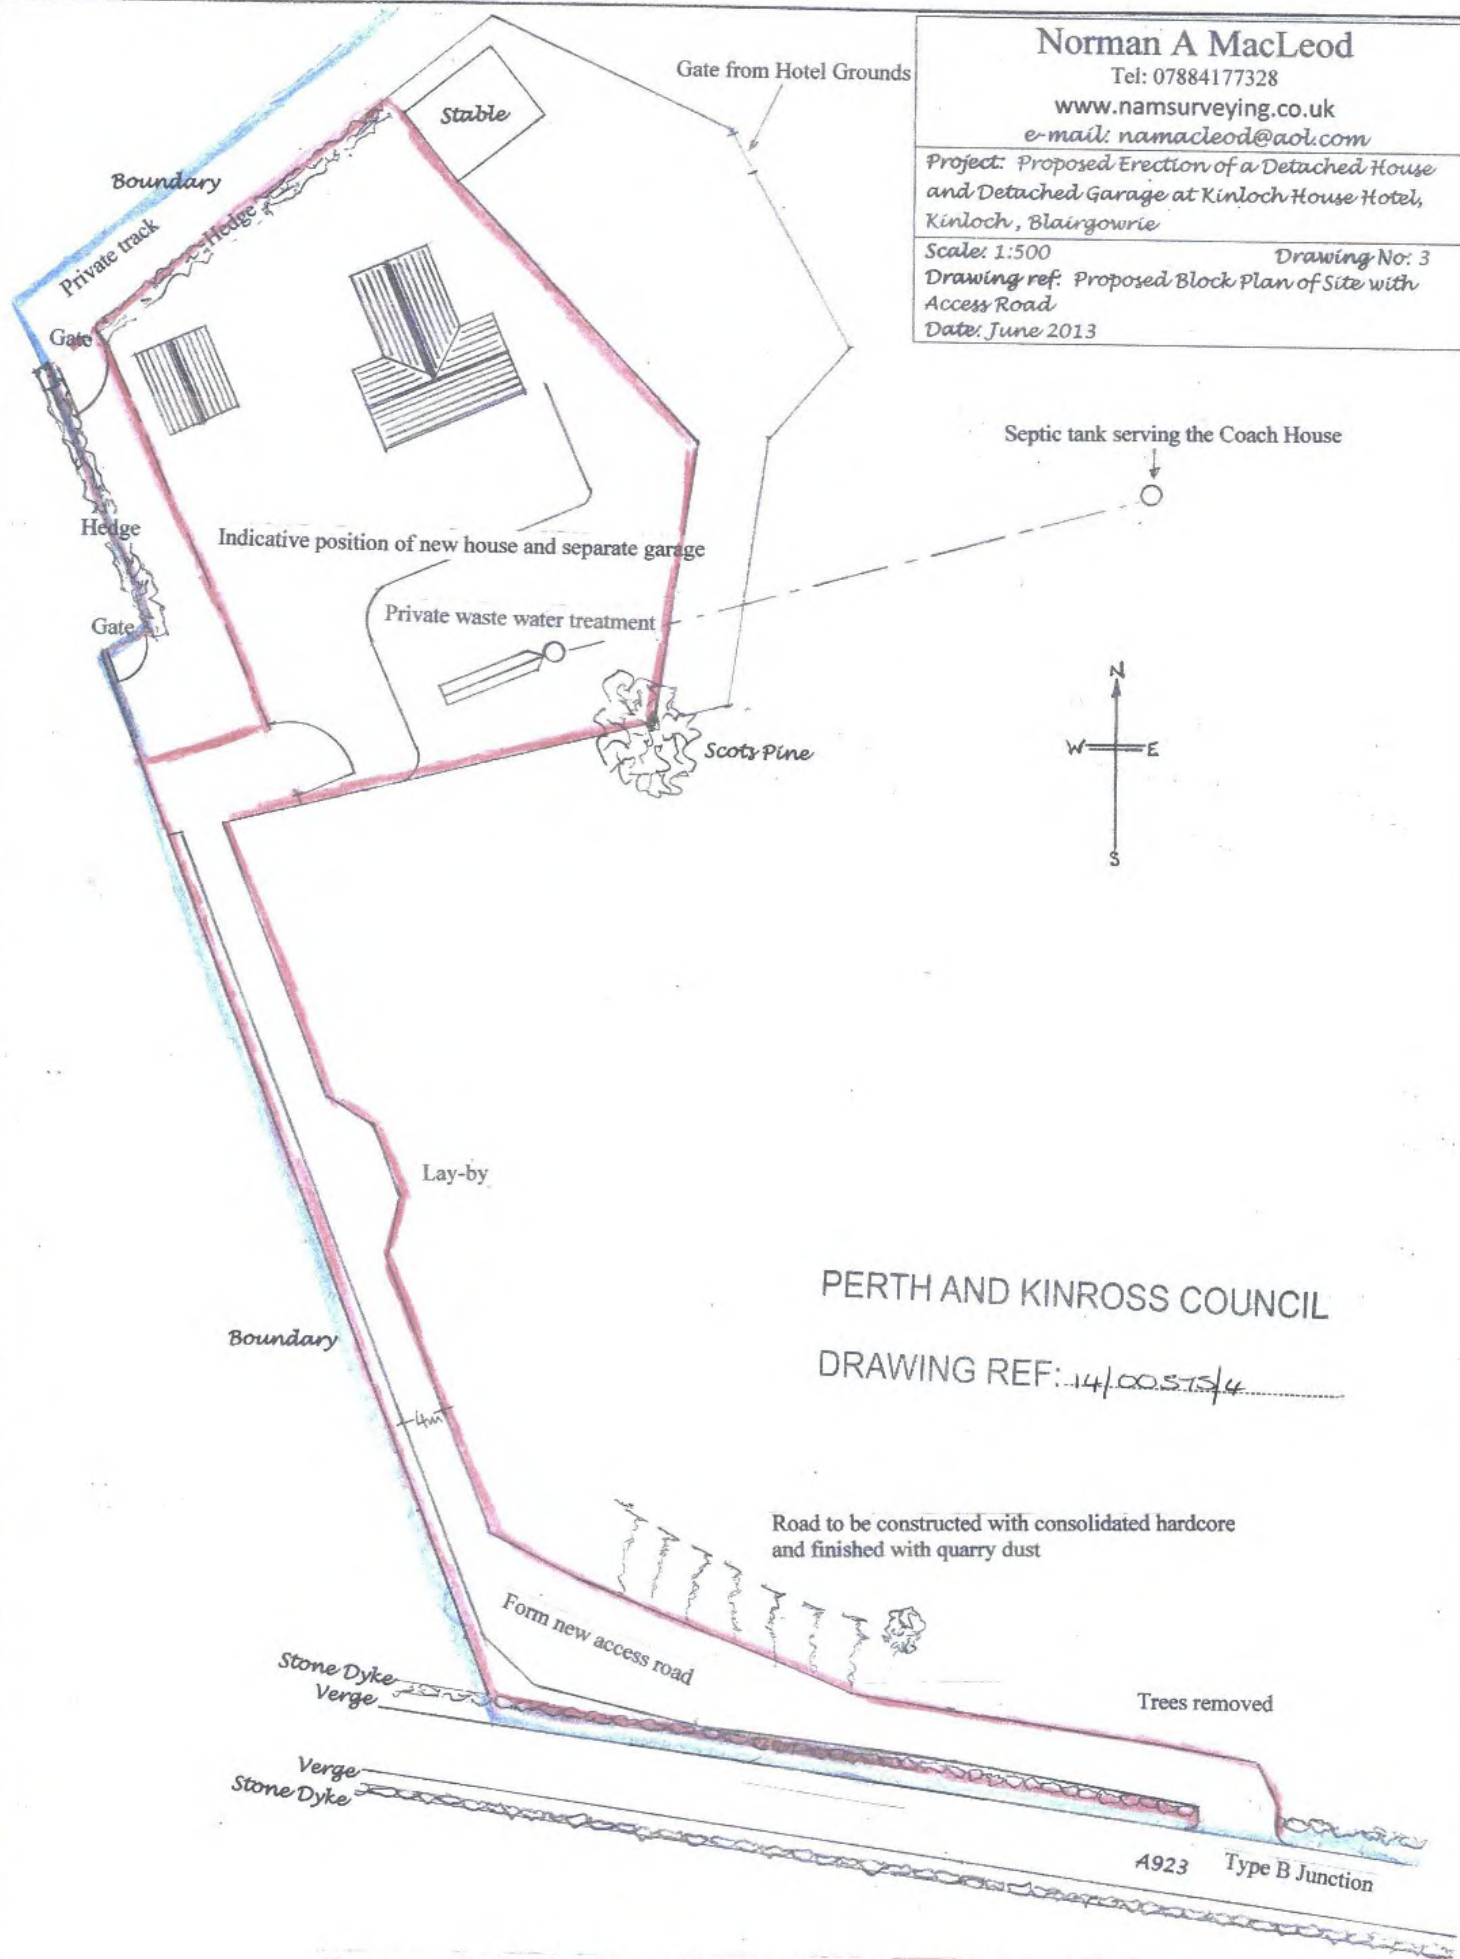 Norman A MacLeod
Tel: 07884177328
www.namsurveying.co.uk
e-mail: namacleod@aol.com
Project: Proposed Erection of a Detached House
and Detached Garage at Kinloch House Hotel,
Kinloch, Blairgowrie
Scale: 1:500 Drawing No: 3
Drawing ref: Proposed Block Plan of Site with
Access Road
Date: June 2013
Gate from Hotel Grounds
Stable
Boundary
Private track
Hedge
Gate
Septic tank serving the Coach House
Hedge
Indicative position of new house and separate garage
Private waste water treatment
Gate
N
W E
S
Scots Pine
Lay-by
PERTH AND KINROSS COUNCIL
DRAWING REF: 14/00575/4
Boundary
4m
Road to be constructed with consolidated hardcore
and finished with quarry dust
Form new access road
Stone Dyke
Verge
Trees removed
Verge
Stone Dyke
A923 Type B Junction